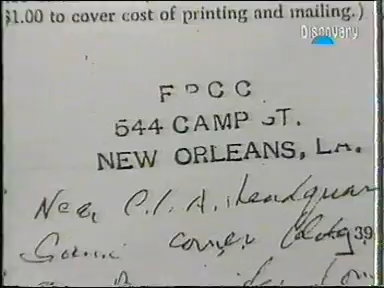 $1.00 to cover cost of printing and mailing.)
Discovery
F P C C
544 CAMP ST.
NEW ORLEANS, LA.
Near C.I.A. headquar
corner Bldg 39